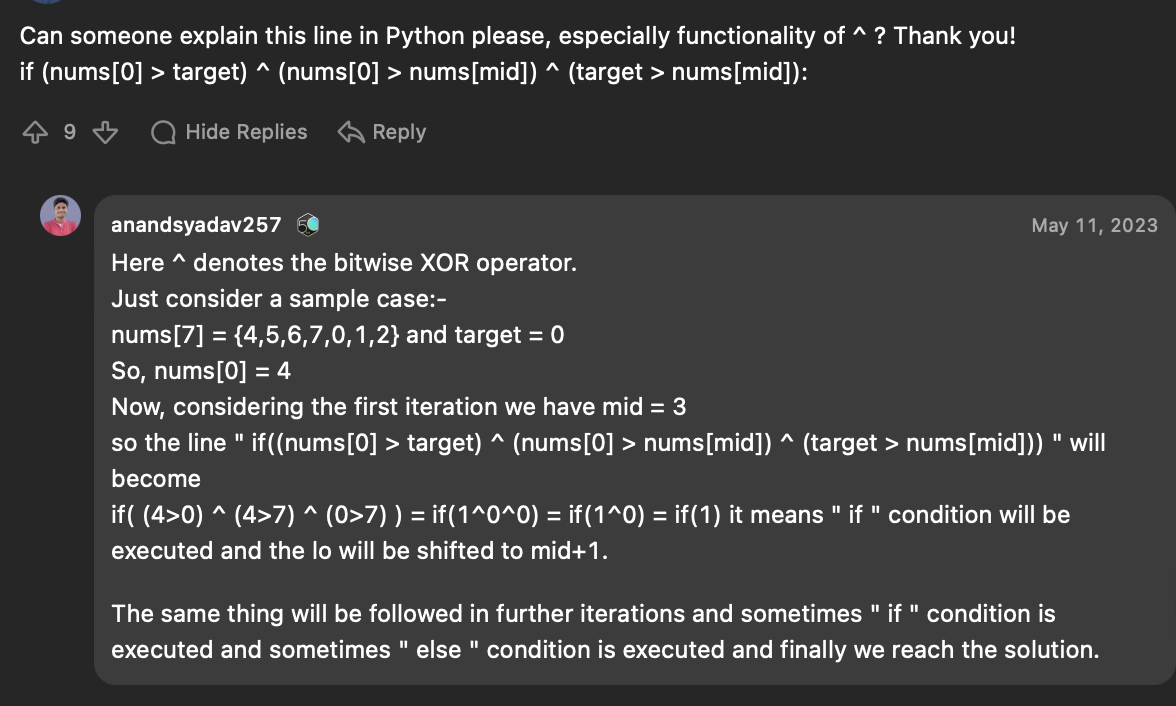 Can someone explain this line in Python please, especially functionality of ^ ? Thank you!
if (nums[0] > target) ^ (nums[0] > nums[mid]) ^ (target > nums[mid]):
9 Hide Replies Reply
anandsyadav257 50 May 11, 2023
Here ^ denotes the bitwise XOR operator.
Just consider a sample case:-
nums[7] = {4,5,6,7,0,1,2} and target = 0
So, nums[0] = 4
Now, considering the first iteration we have mid = 3
so the line " if((nums[0] > target) ^ (nums[0] > nums[mid]) ^ (target > nums[mid])) " will
become
if( (4>0) ^ (4>7) ^ (0>7) ) = if(1^0^0) = if(1^0) = if(1) it means " if " condition will be
executed and the lo will be shifted to mid+1.
The same thing will be followed in further iterations and sometimes " if " condition is
executed and sometimes " else " condition is executed and finally we reach the solution.